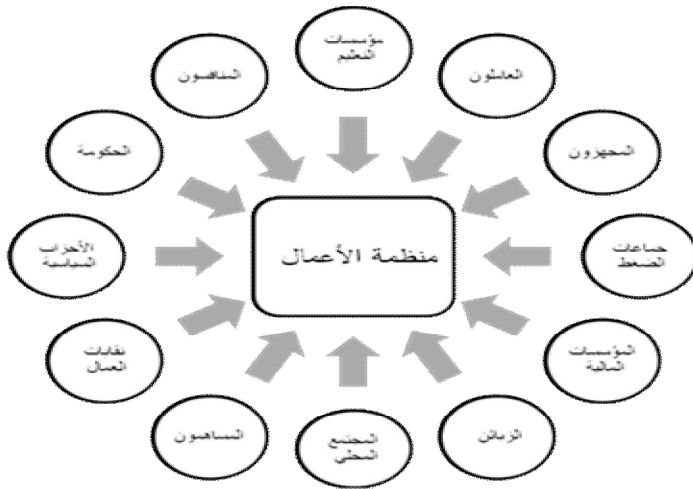 مؤسسات
التعليم
العاملون
المجهزون
جماعات
الضغط
المؤسسات
المالية
الزبائن
المجتمع
المحلي
المساهمون
نقابات
العمال
الأحزاب
السياسية
الحكومة
المنافسون
منظمة الأعمال